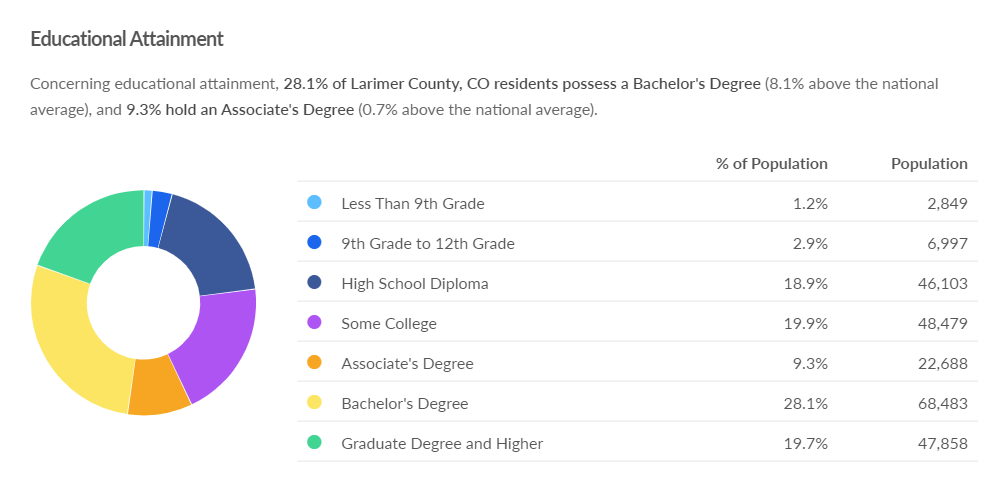 Educational Attainment
Concerning educational attainment, 28.1% of Larimer County, CO residents possess a Bachelor's Degree (8.1% above the national
average), and 9.3% hold an Associate's Degree (0.7% above the national average).
% of Population Population
Less Than 9th Grade 1.2% 2,849
9th Grade to 12th Grade 2.9% 6,997
High School Diploma 18.9% 46,103
Some College 19.9% 48,479
Associate's Degree 9.3% 22,688
Bachelor's Degree 28.1% 68,483
Graduate Degree and Higher 19.7% 47,858